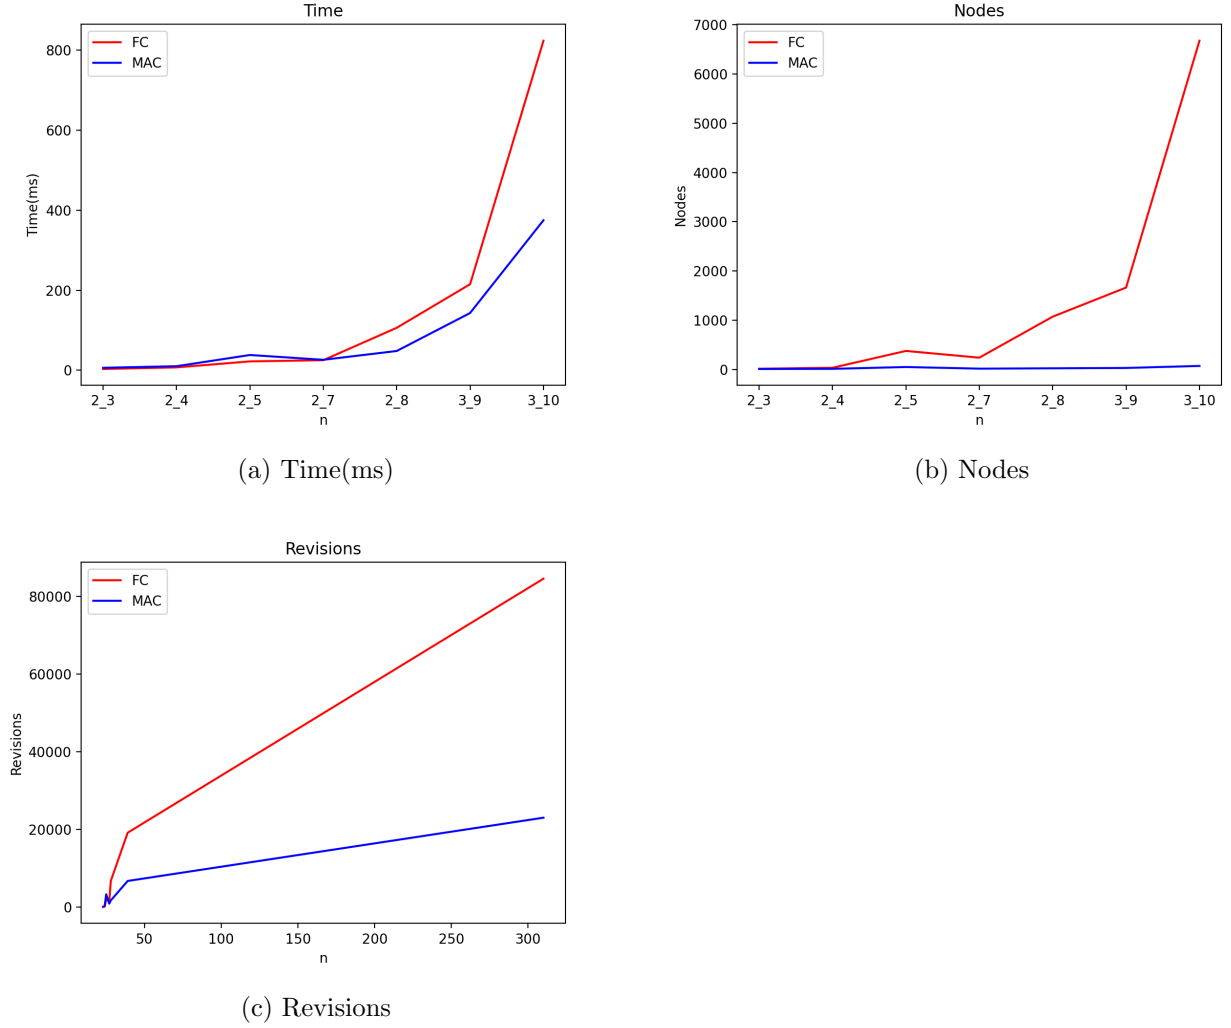 Time
FC
MAC
800
600
400
200
0
Time(ms)
2_3 2_4 2_5 2_7 2_8 3_9 3_10
n
(a) Time(ms)
Nodes
FC
MAC
7000
6000
5000
4000
3000
2000
1000
0
Nodes
2_3 2_4 2_5 2_7 2_8 3_9 3_10
n
(b) Nodes
Revisions
FC
MAC
80000
60000
40000
20000
0
Revisions
50 100 150 200 250 300
n
(c) Revisions